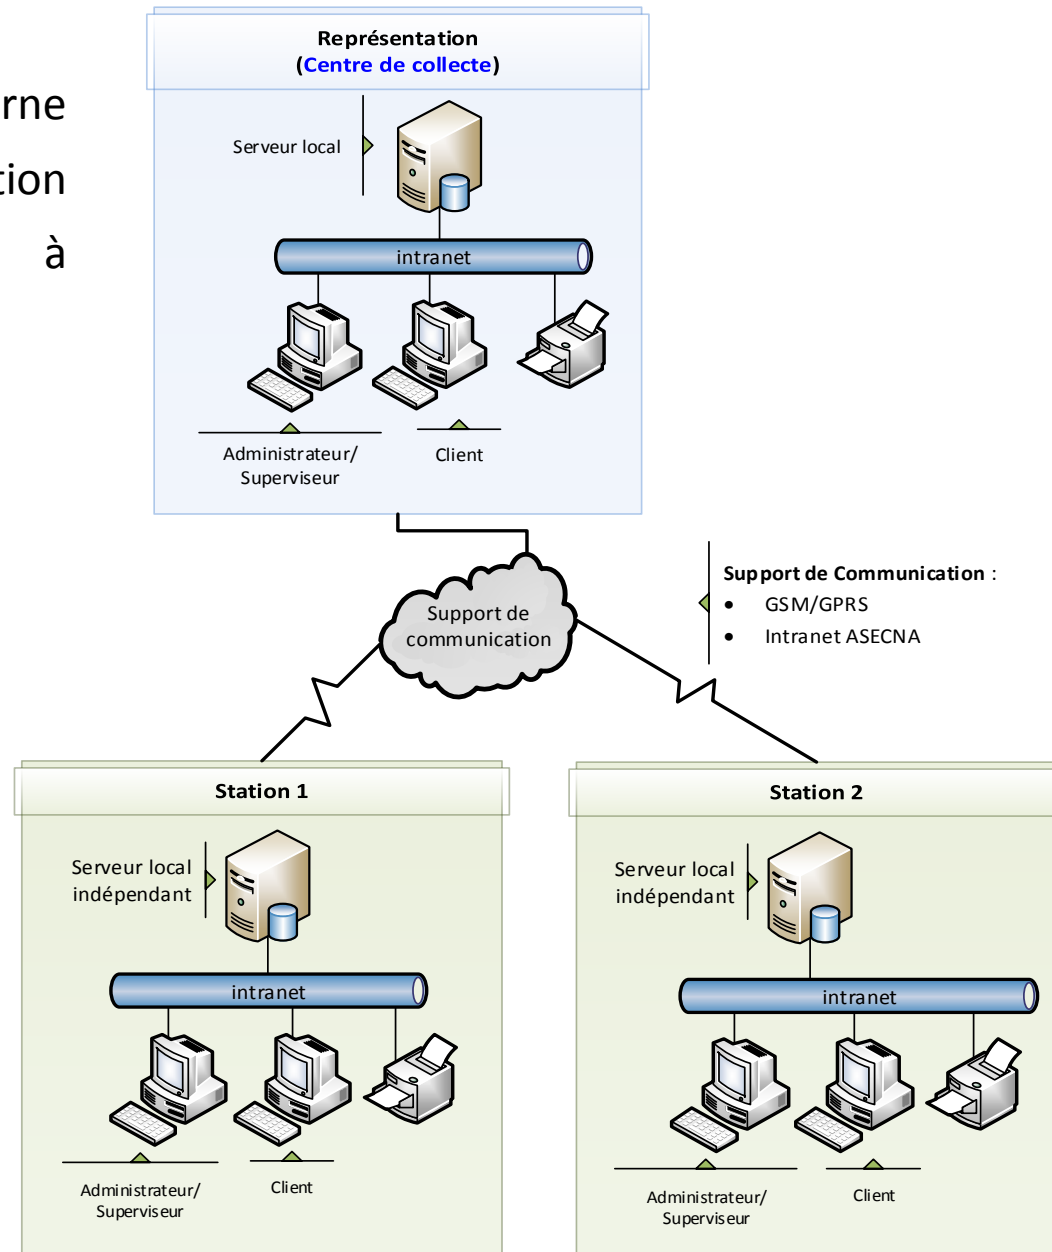 Représentation
(Centre de collecte)
rne
tion
à
Serveur local
intranet
Administrateur/
Superviseur
Client
Support de
communication
Support de Communication :
• GSM/GPRS
• Intranet ASECNA
Station 1
Serveur local
indépendant
intranet
Administrateur/
Superviseur
Client
Station 2
Serveur local
indépendant
intranet
Administrateur/
Superviseur
Client